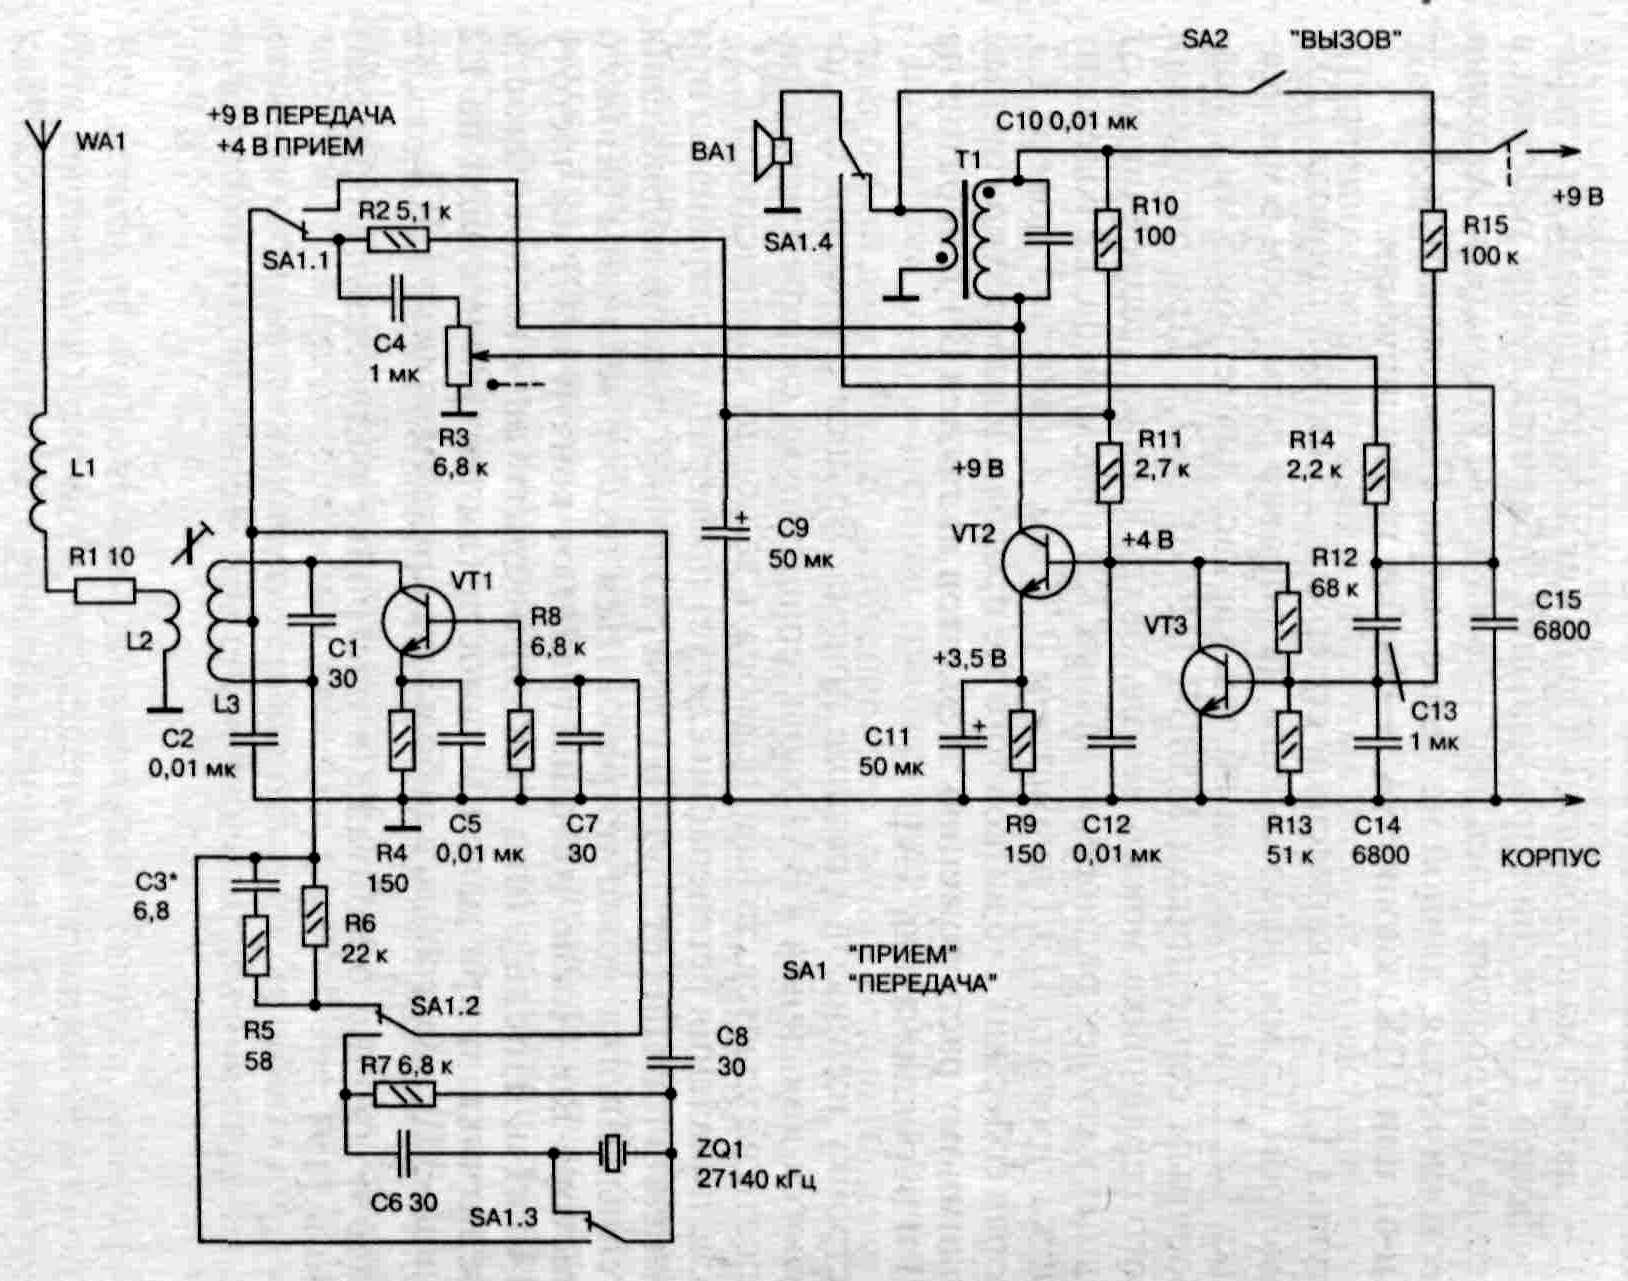 SA2 "ВЫЗОВ"
+9 В ПЕРЕДАЧА
+4 В ПРИЕМ
WA1
BA1
C10 0,01 мк
T1
+9 В
R2 5,1 к
SA1.1
SA1.4
R10
100
R15
100 к
C4
1 мк
R3
6,8 к
L1
+9 В
R11
2,7 к
R14
2,2 к
C9
50 мк
VT2
+4 В
R1 10
VT1
R12
68 к
R8
6,8 к
C15
6800
VT3
L2
C1
30
+3,5 В
L3
C2
0,01 мк
C11
50 мк
C13
1 мк
+
+
R4
150
C5
0,01 мк
C7
30
R9
150
C12
0,01 мк
R13
51 к
C14
6800
КОРПУС
C3*
6,8
R6
22 к
SA1
"ПРИЕМ"
"ПЕРЕДАЧА"
SA1.2
R5
58
C8
30
R7 6,8 к
ZQ1
27140 кГц
C6 30
SA1.3